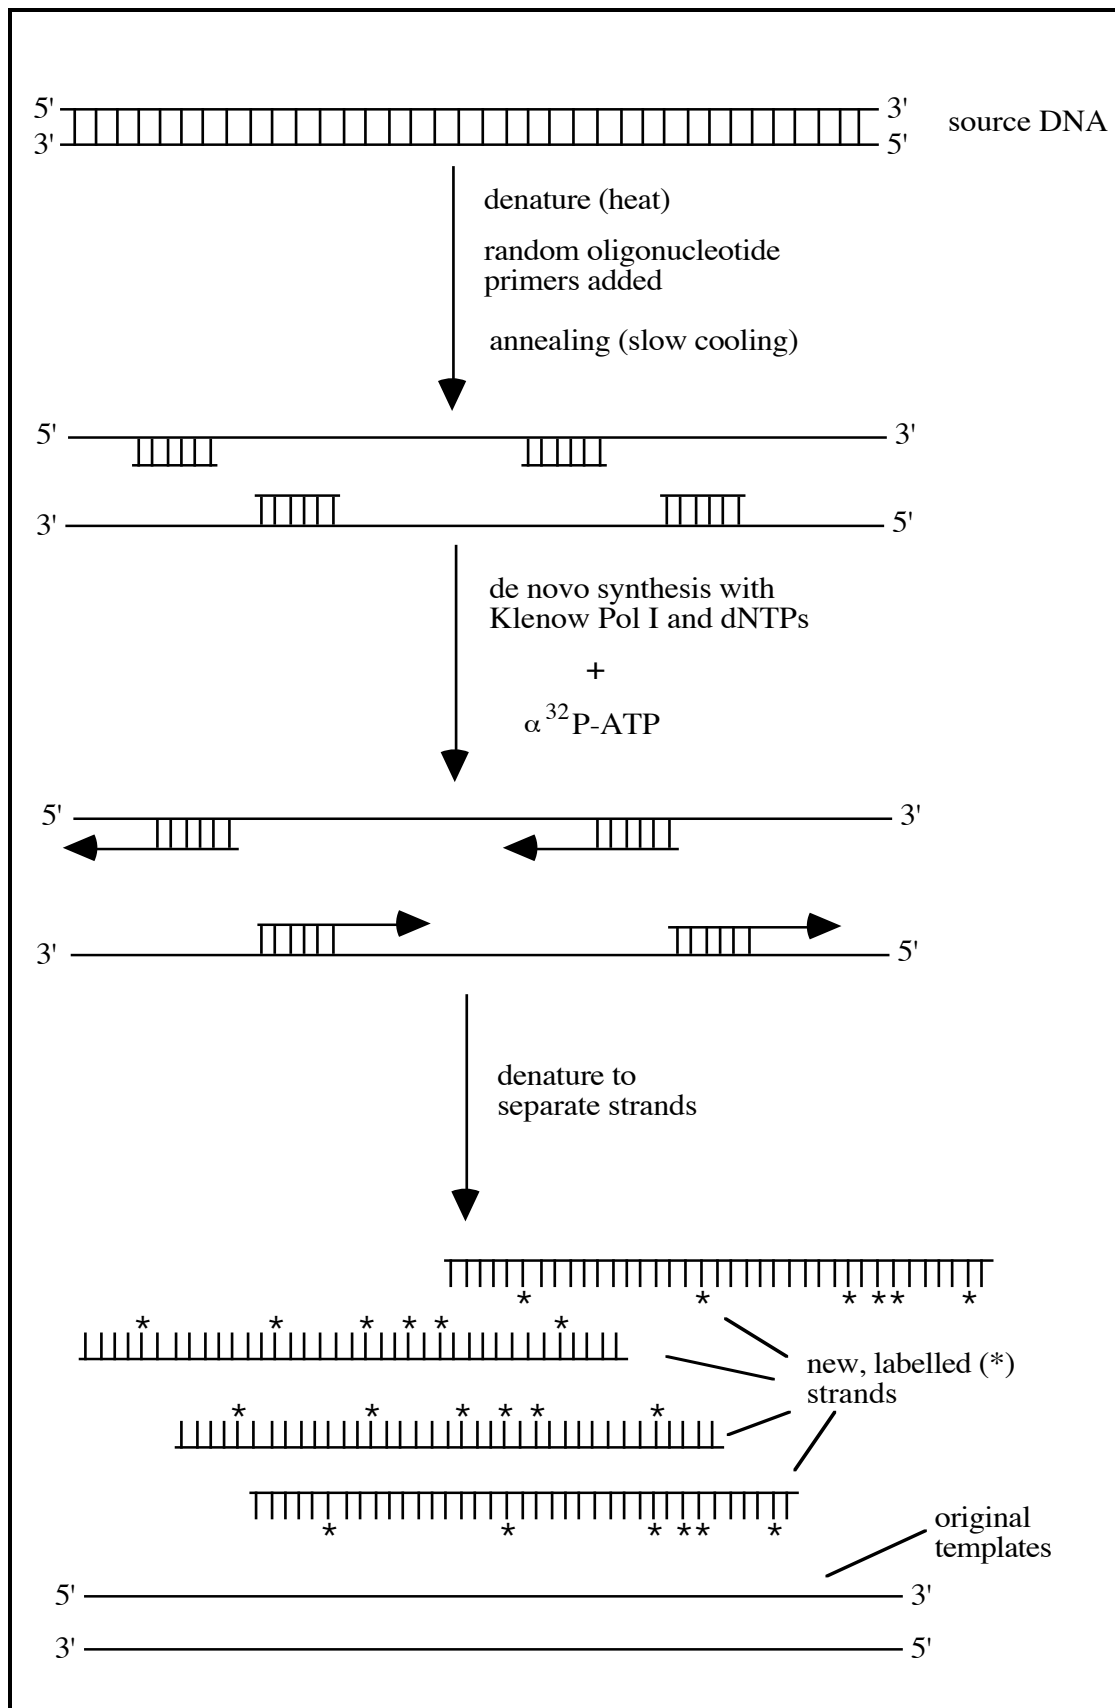 5' 3'
source DNA
3' 5'
denature (heat)
random oligonucleotide
primers added
annealing (slow cooling)
5' 3'
3' 5'
de novo synthesis with
Klenow Pol I and dNTPs
+
α³²P-ATP
5' 3'
3' 5'
denature to
separate strands
* * * * * *
* * * * * *
new, labelled (*)
strands
* * * * * *
* * * * * *
original
templates
5' 3'
3' 5'